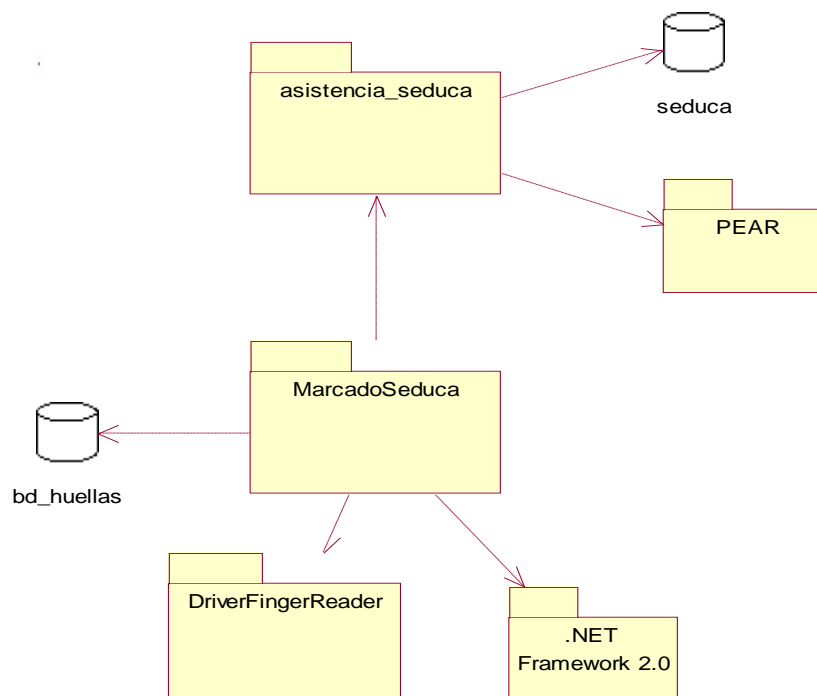 asistencia_seduca
seduca
PEAR
MarcadoSeduca
bd_huellas
DriverFingerReader
.NET
Framework 2.0